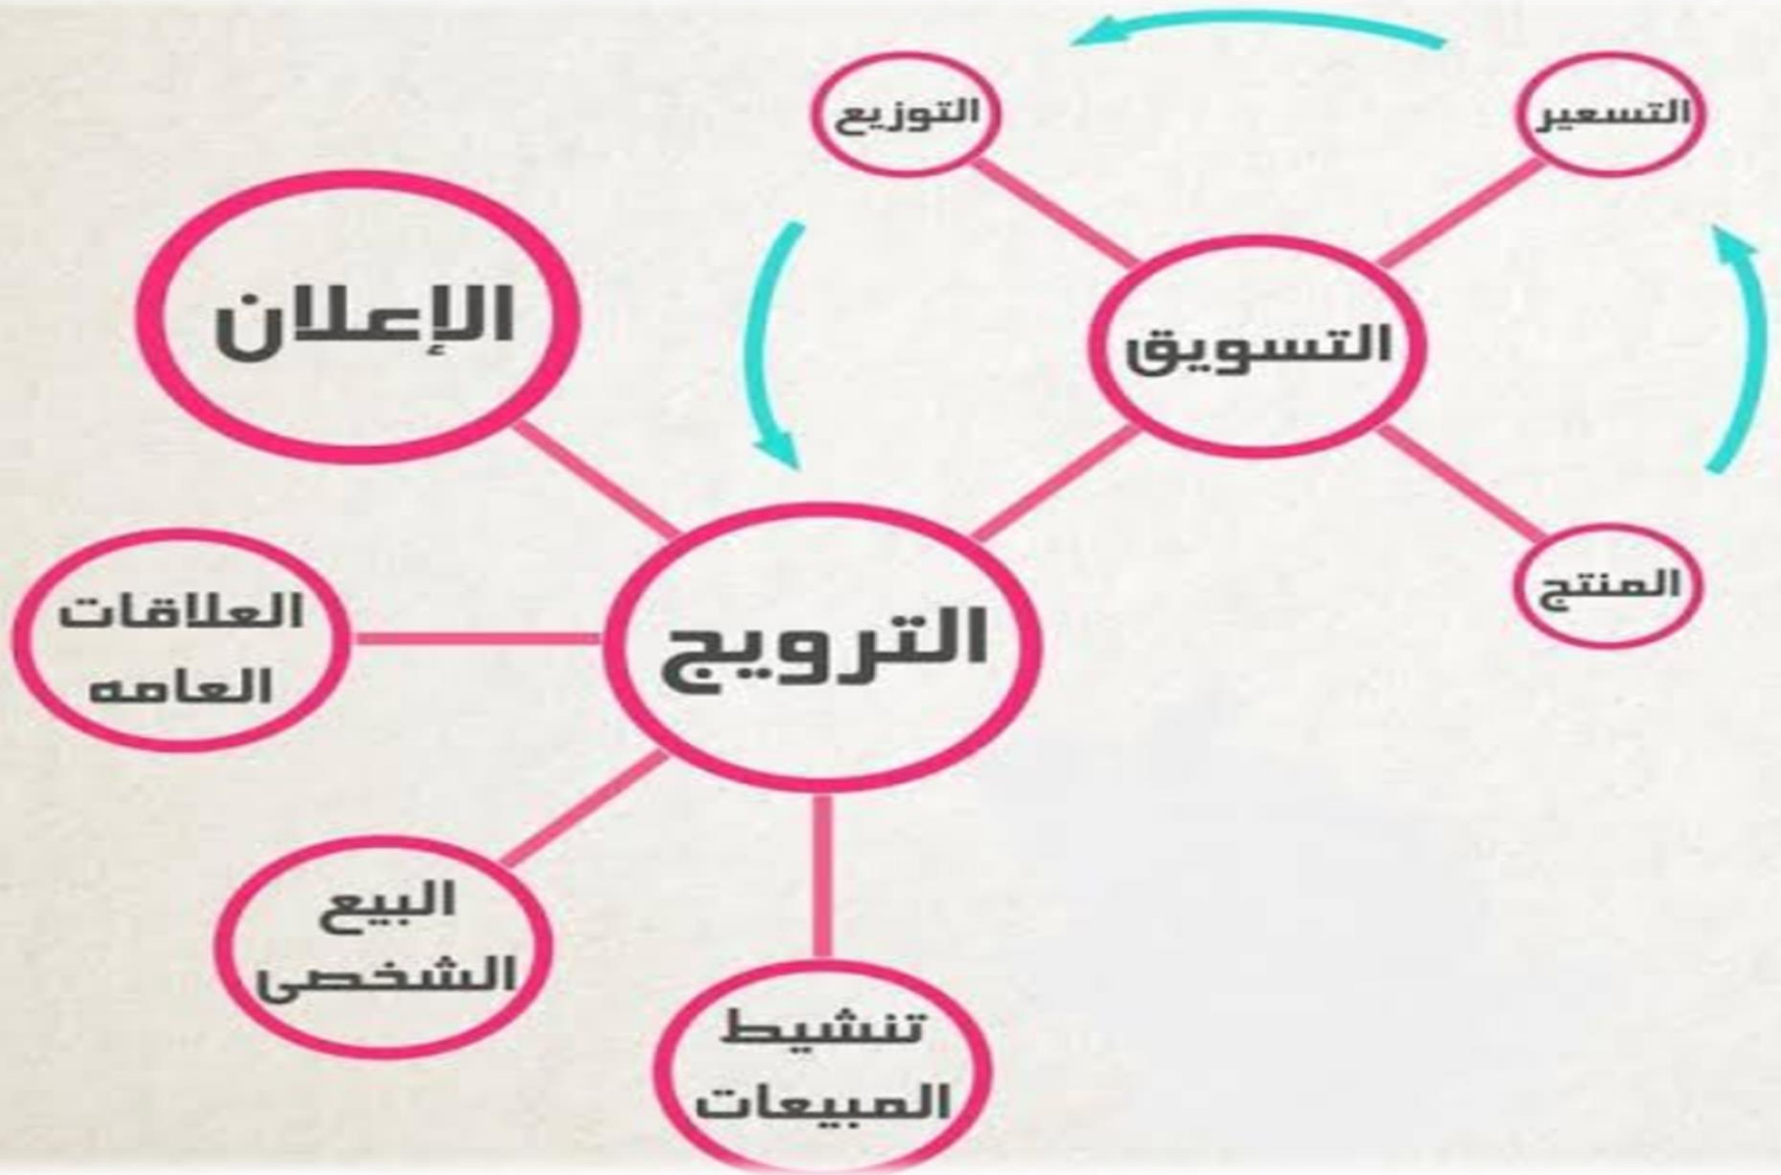 التسعير
التوزيع
التسويق
المنتج
الإعلان
الترويج
العلاقات
العامه
البيع
الشخصى
تنشيط
المبيعات